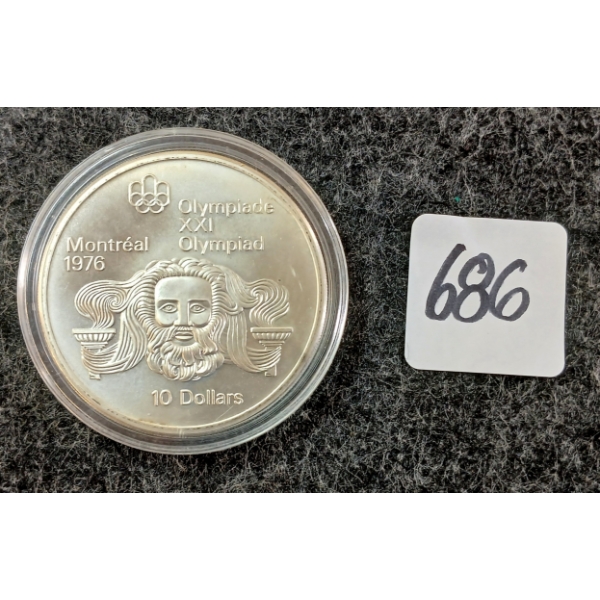 Olympiade
XXI
Montréal Olympiad
1976
10 Dollars
686